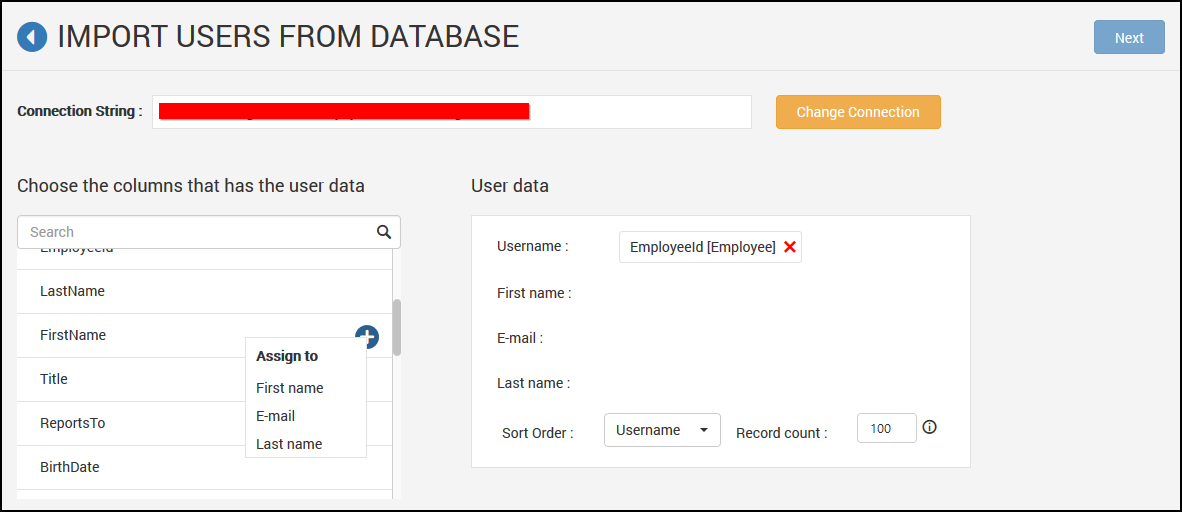 IMPORT USERS FROM DATABASE
Next
Connection String :
Change Connection
Choose the columns that has the user data
User data
Search
EmployeeId
LastName
FirstName
Title
ReportsTo
BirthDate
Assign to
First name
E-mail
Last name
Username :
EmployeeId [Employee]
First name :
E-mail :
Last name :
Sort Order :
Username
Record count :
100